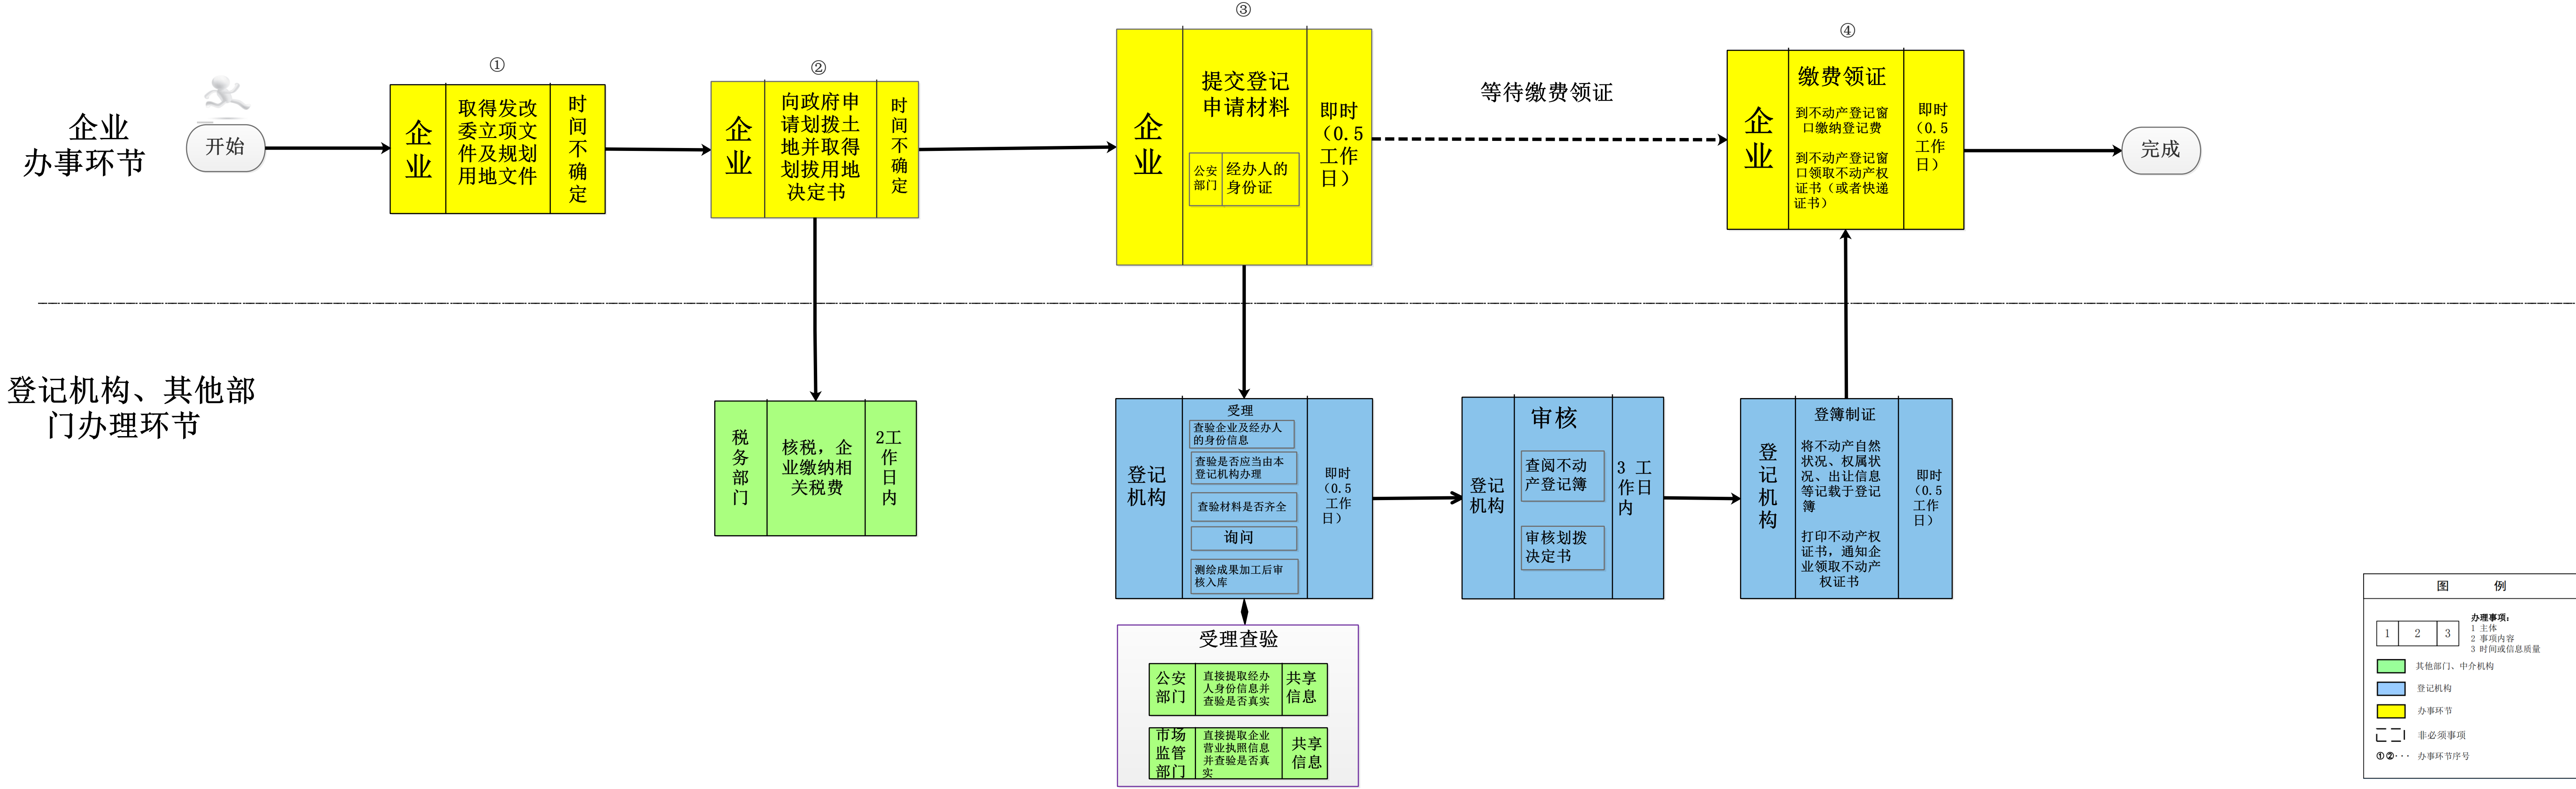 企业
办事环节
开始
①
企
业
取得发改
委立项文
件及规划
用地文件
时
间
不
确
定
②
企
业
向政府申
请划拨土
地并取得
划拨用地
决定书
时
间
不
确
定
③
企
业
提交登记
申请材料
公安
部门
经办人的
身份证
即时
（0.5
工作
日）
等待缴费领证
④
企
业
缴费领证
到不动产登记窗
口缴纳登记费
到不动产登记窗
口领取不动产权
证书（或者快递
证书）
即时
（0.5
工作
日）
完成
登记机构、其他部
门办理环节
税
务
部
门
核税，企
业缴纳相
关税费
2工
作
日
内
登记
机构
受理
查验企业及经办人
的身份信息
查验是否应当由本
登记机构办理
查验材料是否齐全
询问
测绘成果加工后审
核入库
即时
（0.5
工作
日）
登记
机构
审核
查阅不动
产登记簿
审核划拨
决定书
3 工
作日
内
登
记
机
构
登簿制证
将不动产自然
状况、权属状
况、出让信息
等记载于登记
簿
打印不动产权
证书，通知企
业领取不动产
权证书
即时
（0.5
工作
日）
受理查验
公安
部门
直接提取经办
人身份信息并
查验是否真实
共享
信息
市场
监管
部门
直接提取企业
营业执照信息
并查验是否真
实
共享
信息
图 例
1 2 3
办理事项：
1 主体
2 事项内容
3 时间或信息质量
其他部门、中介机构
登记机构
办事环节
非必须事项
①②··· 办事环节序号